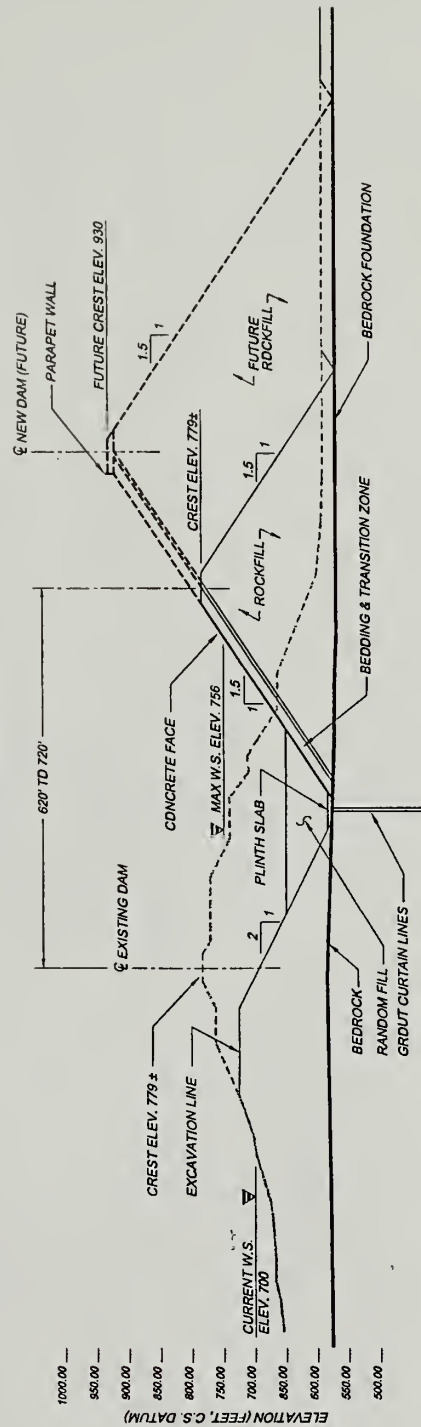 ℄ NEW DAM (FUTURE)
PARAPET WALL
FUTURE CREST ELEV. 930
1.5
1
620' TD 720'
CREST ELEV. 779±
FUTURE
RDCKFILL
℄ EXISTING DAM
CDNCRETE FACE
ROCKFILL
1.5
1
MAX W.S. ELEV. 756
1.5
1
CREST ELEV. 779 ±
EXCAVATION LINE
2
1
PLINTH SLAB
CURRENT W.S.
ELEV. 700
BEDROCK
RANDOM FILL
GRDUT CURTAIN LINES
BEDDING & TRANSITION ZONE
BEDROCK FOUNDATION
1000.00
950.00
900.00
850.00
800.00
750.00
700.00
650.00
600.00
550.00
500.00
ELEVATION (FEET, C.S. DATUM)